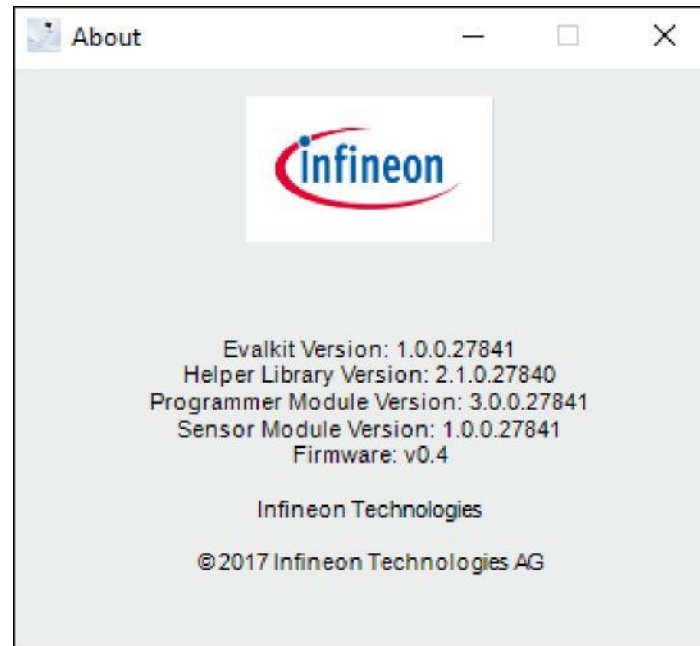 About
infineon
Evalkit Version: 1.0.0.27841
Helper Library Version: 2.1.0.27840
Programmer Module Version: 3.0.0.27841
Sensor Module Version: 1.0.0.27841
Firmware: v0.4
Infineon Technologies
©2017 Infineon Technologies AG